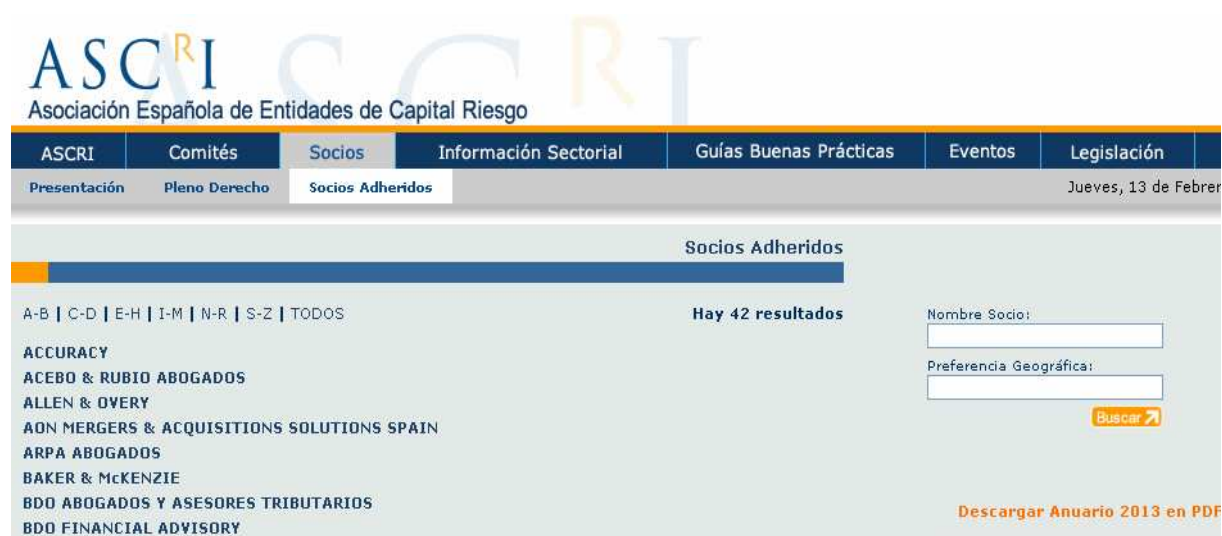 ASCRI
Asociación Española de Entidades de Capital Riesgo
ASCRI Comités Socios Información Sectorial Guías Buenas Prácticas Eventos Legislación
Presentación Pleno Derecho Socios Adheridos Jueves, 13 de Febrer
Socios Adheridos
A-B | C-D | E-H | I-M | N-R | S-Z | TODOS Hay 42 resultados
Nombre Socio:
ACCURACY
Preferencia Geográfica:
ACEBO & RUBIO ABOGADOS
ALLEN & OVERY
Buscar
AON MERGERS & ACQUISITIONS SOLUTIONS SPAIN
ARPA ABOGADOS
BAKER & McKENZIE
BDO ABOGADOS Y ASESORES TRIBUTARIOS
Descargar Anuario 2013 en PDF
BDO FINANCIAL ADVISORY